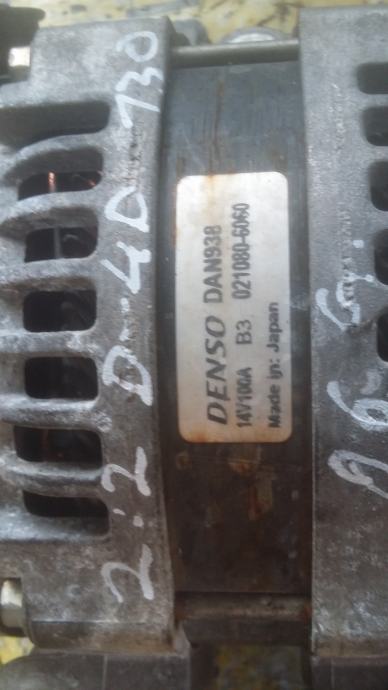 2.2 D-4D 130
DENSO DAN938
14V100A B3 021080-6060
Made in: Japan